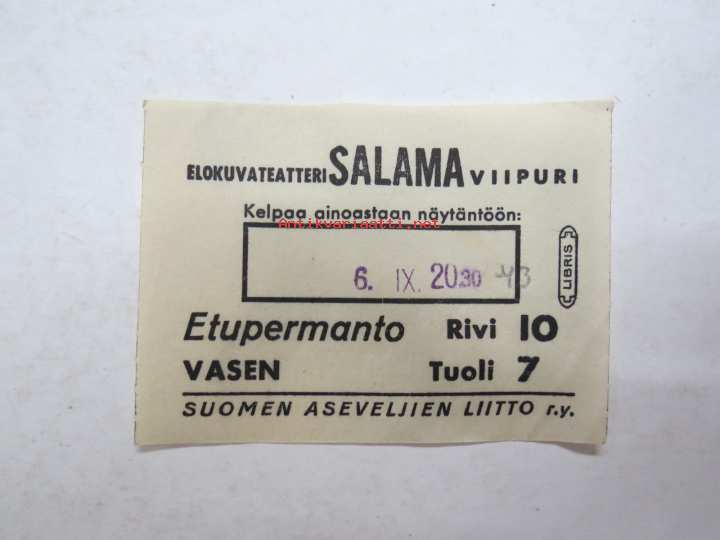 ELOKUVATEATTERI SALAMA VIIPURI
Kelpaa ainoastaan näytäntöön:
Antikvariaatti.net
6. IX. 20.30 43
LIBRIS
Etupermanto Rivi 10
VASEN Tuoli 7
SUOMEN ASEVELJIEN LIITTO r.y.